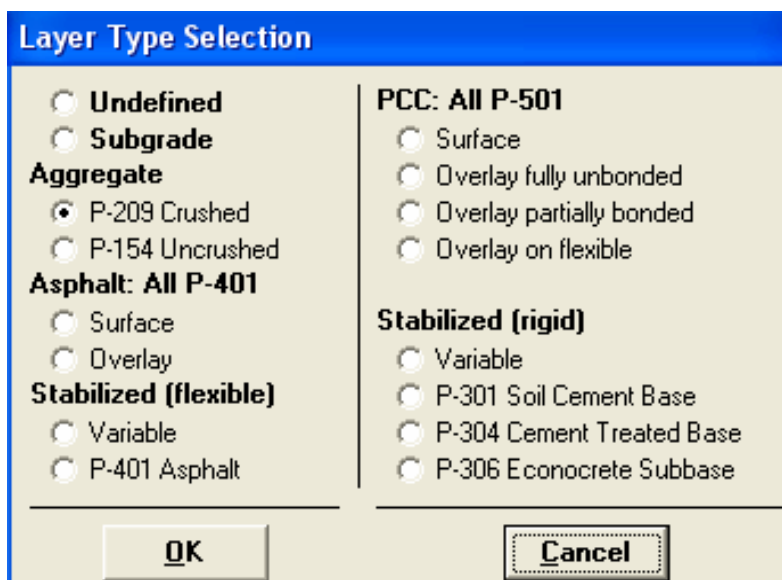 Layer Type Selection
Undefined
Subgrade
Aggregate
P-209 Crushed
P-154 Uncrushed
Asphalt: All P-401
Surface
Overlay
Stabilized (flexible)
Variable
P-401 Asphalt
PCC: All P-501
Surface
Overlay fully unbonded
Overlay partially bonded
Overlay on flexible
Stabilized (rigid)
Variable
P-301 Soil Cement Base
P-304 Cement Treated Base
P-306 Econocrete Subbase
OK
Cancel